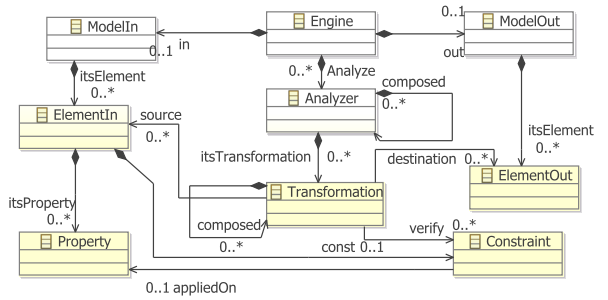 ModelIn
Engine
0..1
ModelOut
0..1 in
out
0..* Analyze
composed
itsElement
0..*
Analyzer
0..*
ElementIn
source
0..*
itsElement
0..*
itsTransformation 0..*
destination 0..*
ElementOut
Transformation
itsProperty
0..*
composed
0..*
verify 0..*
const 0..1
Property
Constraint
0..1 appliedOn